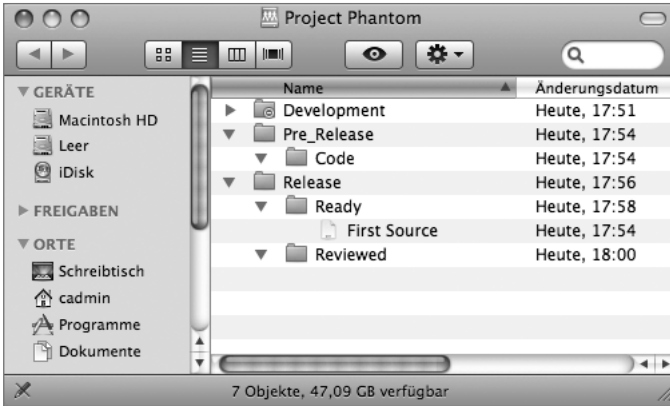 Project Phantom
GERÄTE
Macintosh HD
Leer
iDisk
FREIGABEN
ORTE
Schreibtisch
cadmin
Programme
Dokumente
Name Änderungsdatum
Development Heute, 17:51
Pre_Release Heute, 17:54
Code Heute, 17:54
Release Heute, 17:56
Ready Heute, 17:58
First Source Heute, 17:54
Reviewed Heute, 18:00
7 Objekte, 47,09 GB verfügbar